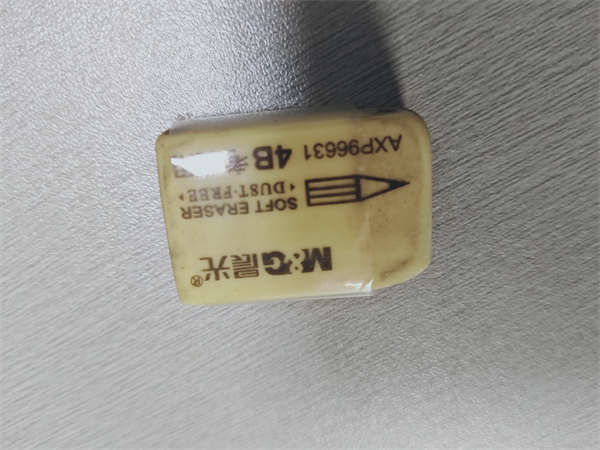 M&G晨光®
SOFT ERASER
DUST-FREE
AXP96631 4B